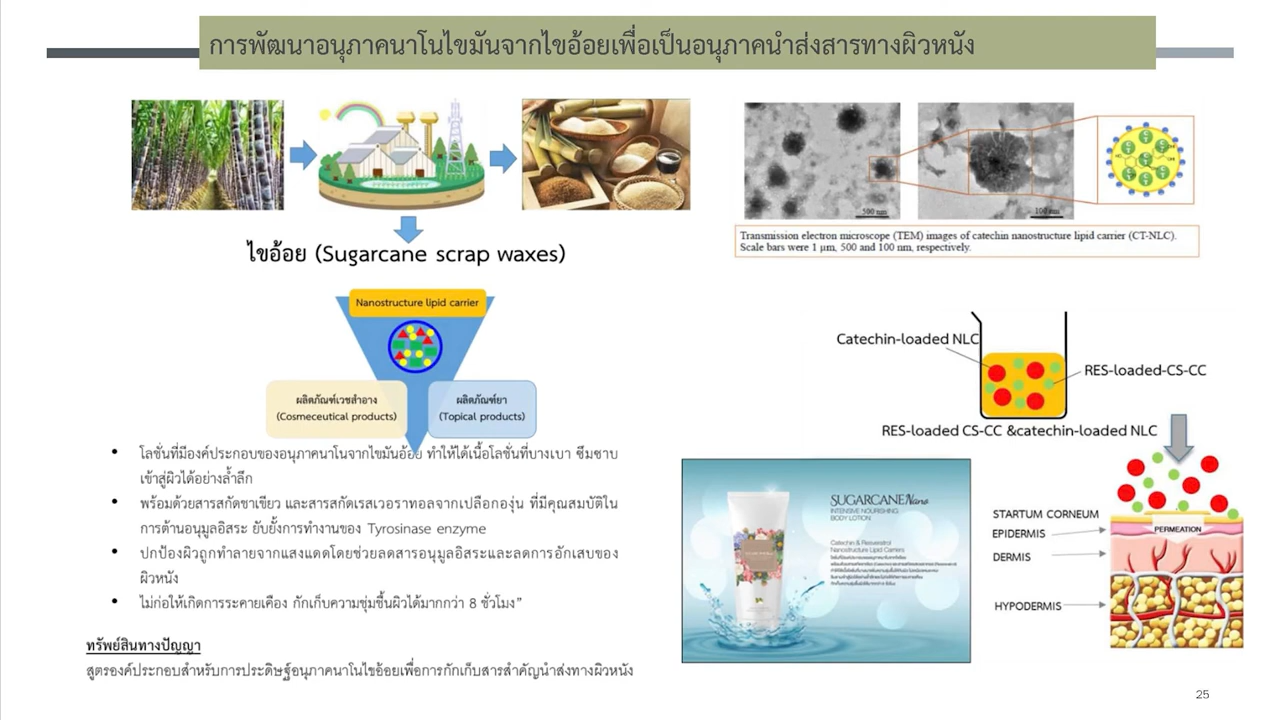 การพัฒนาอนุภาคนาโนไขมันจากไขอ้อยเพื่อเป็นอนุภาคนำส่งสารทางผิวหนัง
ไขอ้อย (Sugarcane scrap waxes)
Nanostructure lipid carrier
ผลิตภัณฑ์เวชสำอาง
(Cosmeceutical products)
ผลิตภัณฑ์ยา
(Topical products)
• โลชั่นที่มีองค์ประกอบของอนุภาคนาโนจากไขมันอ้อย ทำให้ได้เนื้อโลชั่นที่บางเบา ซึมซาบ
เข้าสู่ผิวได้อย่างล้ำลึก
• พร้อมด้วยสารสกัดชาเขียว และสารสกัดเรสเวอราทอลจากเปลือกองุ่น ที่มีคุณสมบัติใน
การต้านอนุมูลอิสระ ยับยั้งการทำงานของ Tyrosinase enzyme
• ปกป้องผิวถูกทำลายจากแสงแดดโดยช่วยลดสารอนุมูลอิสระและลดการอักเสบของ
ผิวหนัง
• ไม่ก่อให้เกิดการระคายเคือง กักเก็บความชุ่มชื้นผิวได้มากกว่า 8 ชั่วโมง”
ทรัพย์สินทางปัญญา
สูตรองค์ประกอบสำหรับการประดิษฐ์อนุภาคนาโนไขอ้อยเพื่อการกักเก็บสารสำคัญนำส่งทางผิวหนัง
500 nm
100 nm
Transmission electron microscope (TEM) images of catechin nanostructure lipid carrier (CT-NLC).
Scale bars were 1 µm, 500 and 100 nm, respectively.
Catechin-loaded NLC
RES-loaded-CS-CC
RES-loaded CS-CC &catechin-loaded NLC
SUGARCANE Nano
INTENSIVE NOURISHING
BODY LOTION
Catechin & Resveratrol
Nanostructure Lipid Carriers
STARTUM CORNEUM
EPIDERMIS
DERMIS
HYPODERMIS
PERMEATION
25